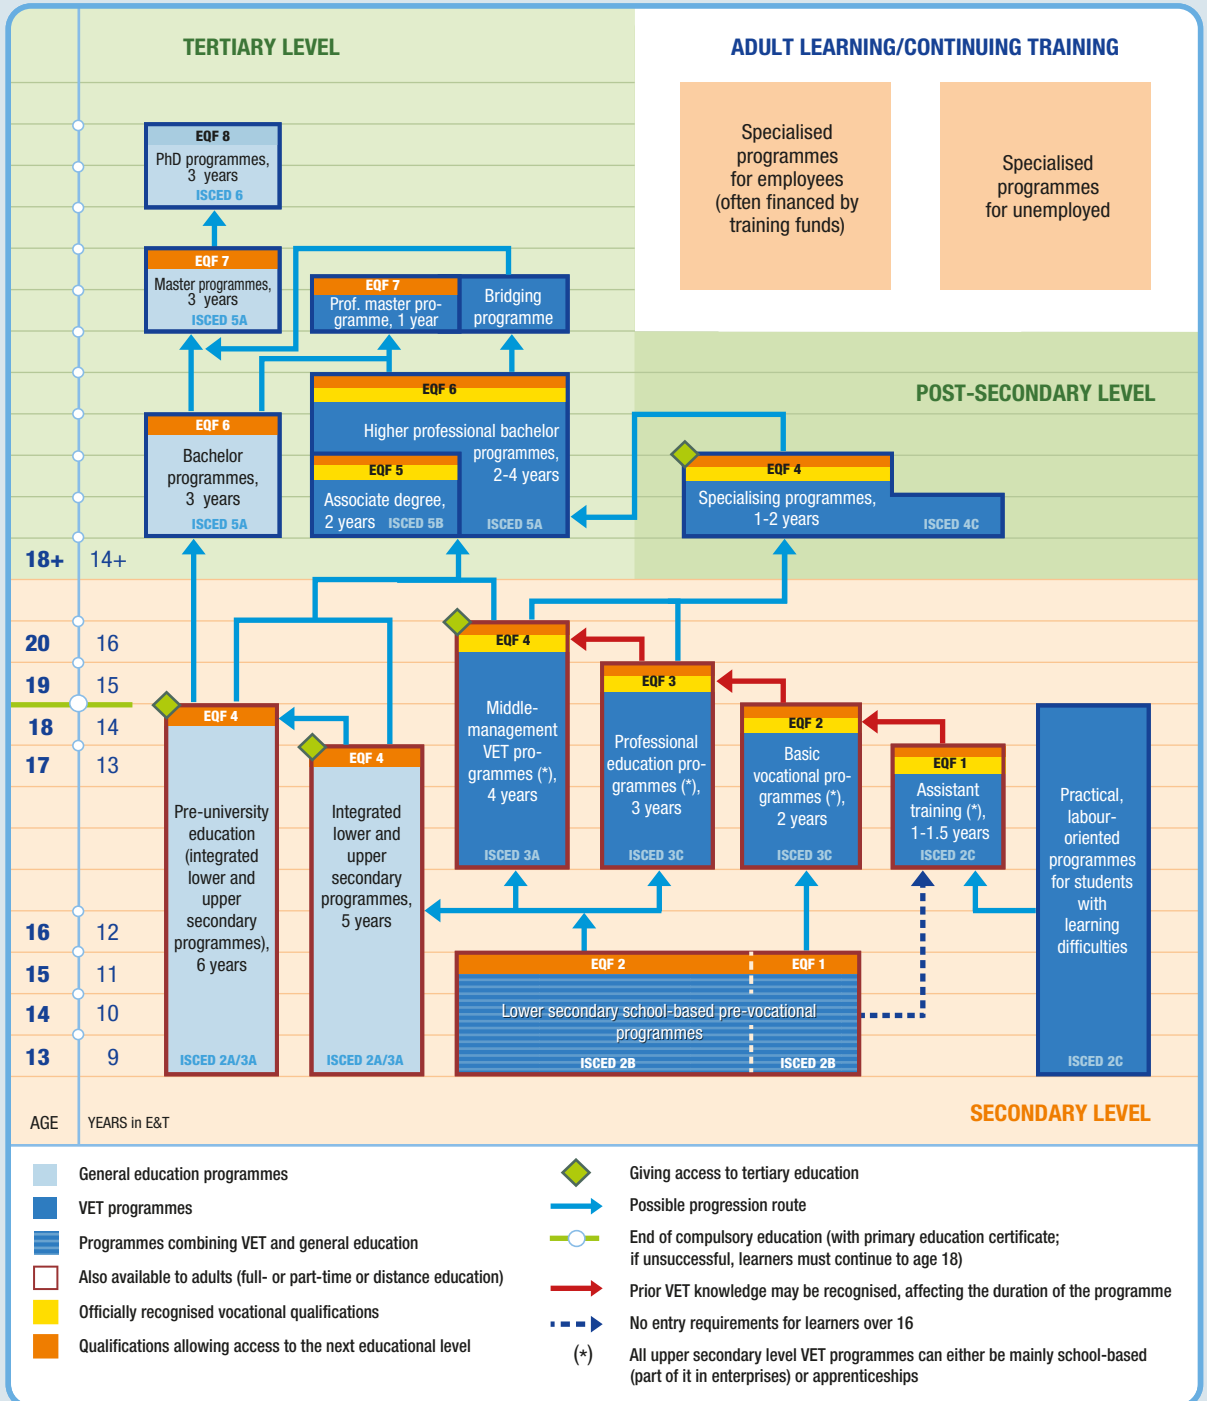 TERTIARY LEVEL
ADULT LEARNING/CONTINUING TRAINING
Specialised
programmes
for employees
(often financed by
training funds)
Specialised
programmes
for unemployed
EQF 8
PhD programmes,
3 years
ISCED 6
EQF 7
Master programmes,
3 years
ISCED 5A
EQF 7
Prof. master pro-
gramme, 1 year
Bridging
programme
POST-SECONDARY LEVEL
EQF 6
Bachelor
programmes,
3 years
ISCED 5A
EQF 6
Higher professional bachelor
programmes,
2-4 years
ISCED 5A
EQF 5
Associate degree,
2 years ISCED 5B
EQF 4
Specialising programmes,
1-2 years
ISCED 4C
18+ 14+
20 16
19 15
18 14
17 13
16 12
15 11
14 10
13 9
AGE YEARS in E&T
EQF 4
Pre-university
education
(integrated
lower and
upper
secondary
programmes),
6 years
ISCED 2A/3A
EQF 4
Integrated
lower and
upper
secondary
programmes,
5 years
ISCED 2A/3A
EQF 4
Middle-
management
VET pro-
grammes (*),
4 years
ISCED 3A
EQF 3
Professional
education pro-
grammes (*),
3 years
ISCED 3C
EQF 2
Basic
vocational pro-
grammes (*),
2 years
ISCED 3C
EQF 1
Assistant
training (*),
1-1.5 years
ISCED 2C
Practical,
labour-
oriented
programmes
for students
with
learning
difficulties
ISCED 2C
EQF 2 EQF 1
Lower secondary school-based pre-vocational
programmes
ISCED 2B ISCED 2B
SECONDARY LEVEL
General education programmes
VET programmes
Programmes combining VET and general education
Also available to adults (full- or part-time or distance education)
Officially recognised vocational qualifications
Qualifications allowing access to the next educational level
Giving access to tertiary education
Possible progression route
End of compulsory education (with primary education certificate;
if unsuccessful, learners must continue to age 18)
Prior VET knowledge may be recognised, affecting the duration of the programme
No entry requirements for learners over 16
(*) All upper secondary level VET programmes can either be mainly school-based
(part of it in enterprises) or apprenticeships